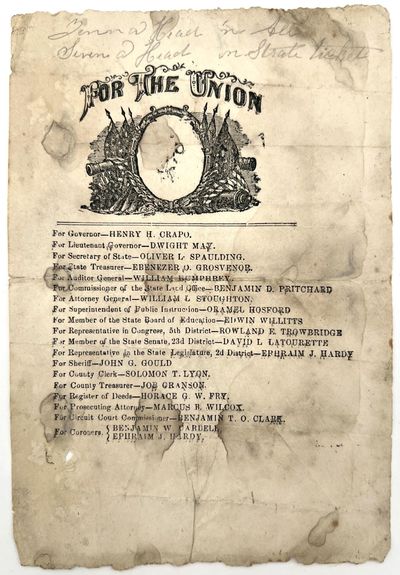 Seven a Head in State
FOR THE UNION
For Governor—HENRY H. CRAPO.
For Lieutenant Governor—DWIGHT MAY.
For Secretary of State—OLIVER L. SPAULDING.
For State Treasurer—EBENEZER O. GROSVENOR.
For Auditor General—WILLIAM HUMPHREY.
For Commissioner of the State Land Office—BENJAMIN D. PRITCHARD
For Attorney General—WILLIAM L STOUGHTON.
For Superintendent of Public Instruction—ORAMEL HOSFORD
For Member of the State Board of Education—EDWIN WILLITTS
For Representative in Congress, 5th District—ROWLAND E. TROWBRIDGE
For Member of the State Senate, 23d District—DAVID L LATOURETTE
For Representative to the State Legislature, 2d District—EPHRAIM J. HARDY
For Sheriff—JOHN G. GOULD
For County Clerk—SOLOMON T. LYON.
For County Treasurer—JOB GRANSON.
For Register of Deeds—HORACE G. W. FRY.
For Prosecuting Attorney—MARCUS B. WILCOX.
For Circuit Court Commissioner—BENJAMIN T. O. CLARK.
For Coroners, { BENJAMIN W. CARDELL,
EPHRAIM J. HARDY.